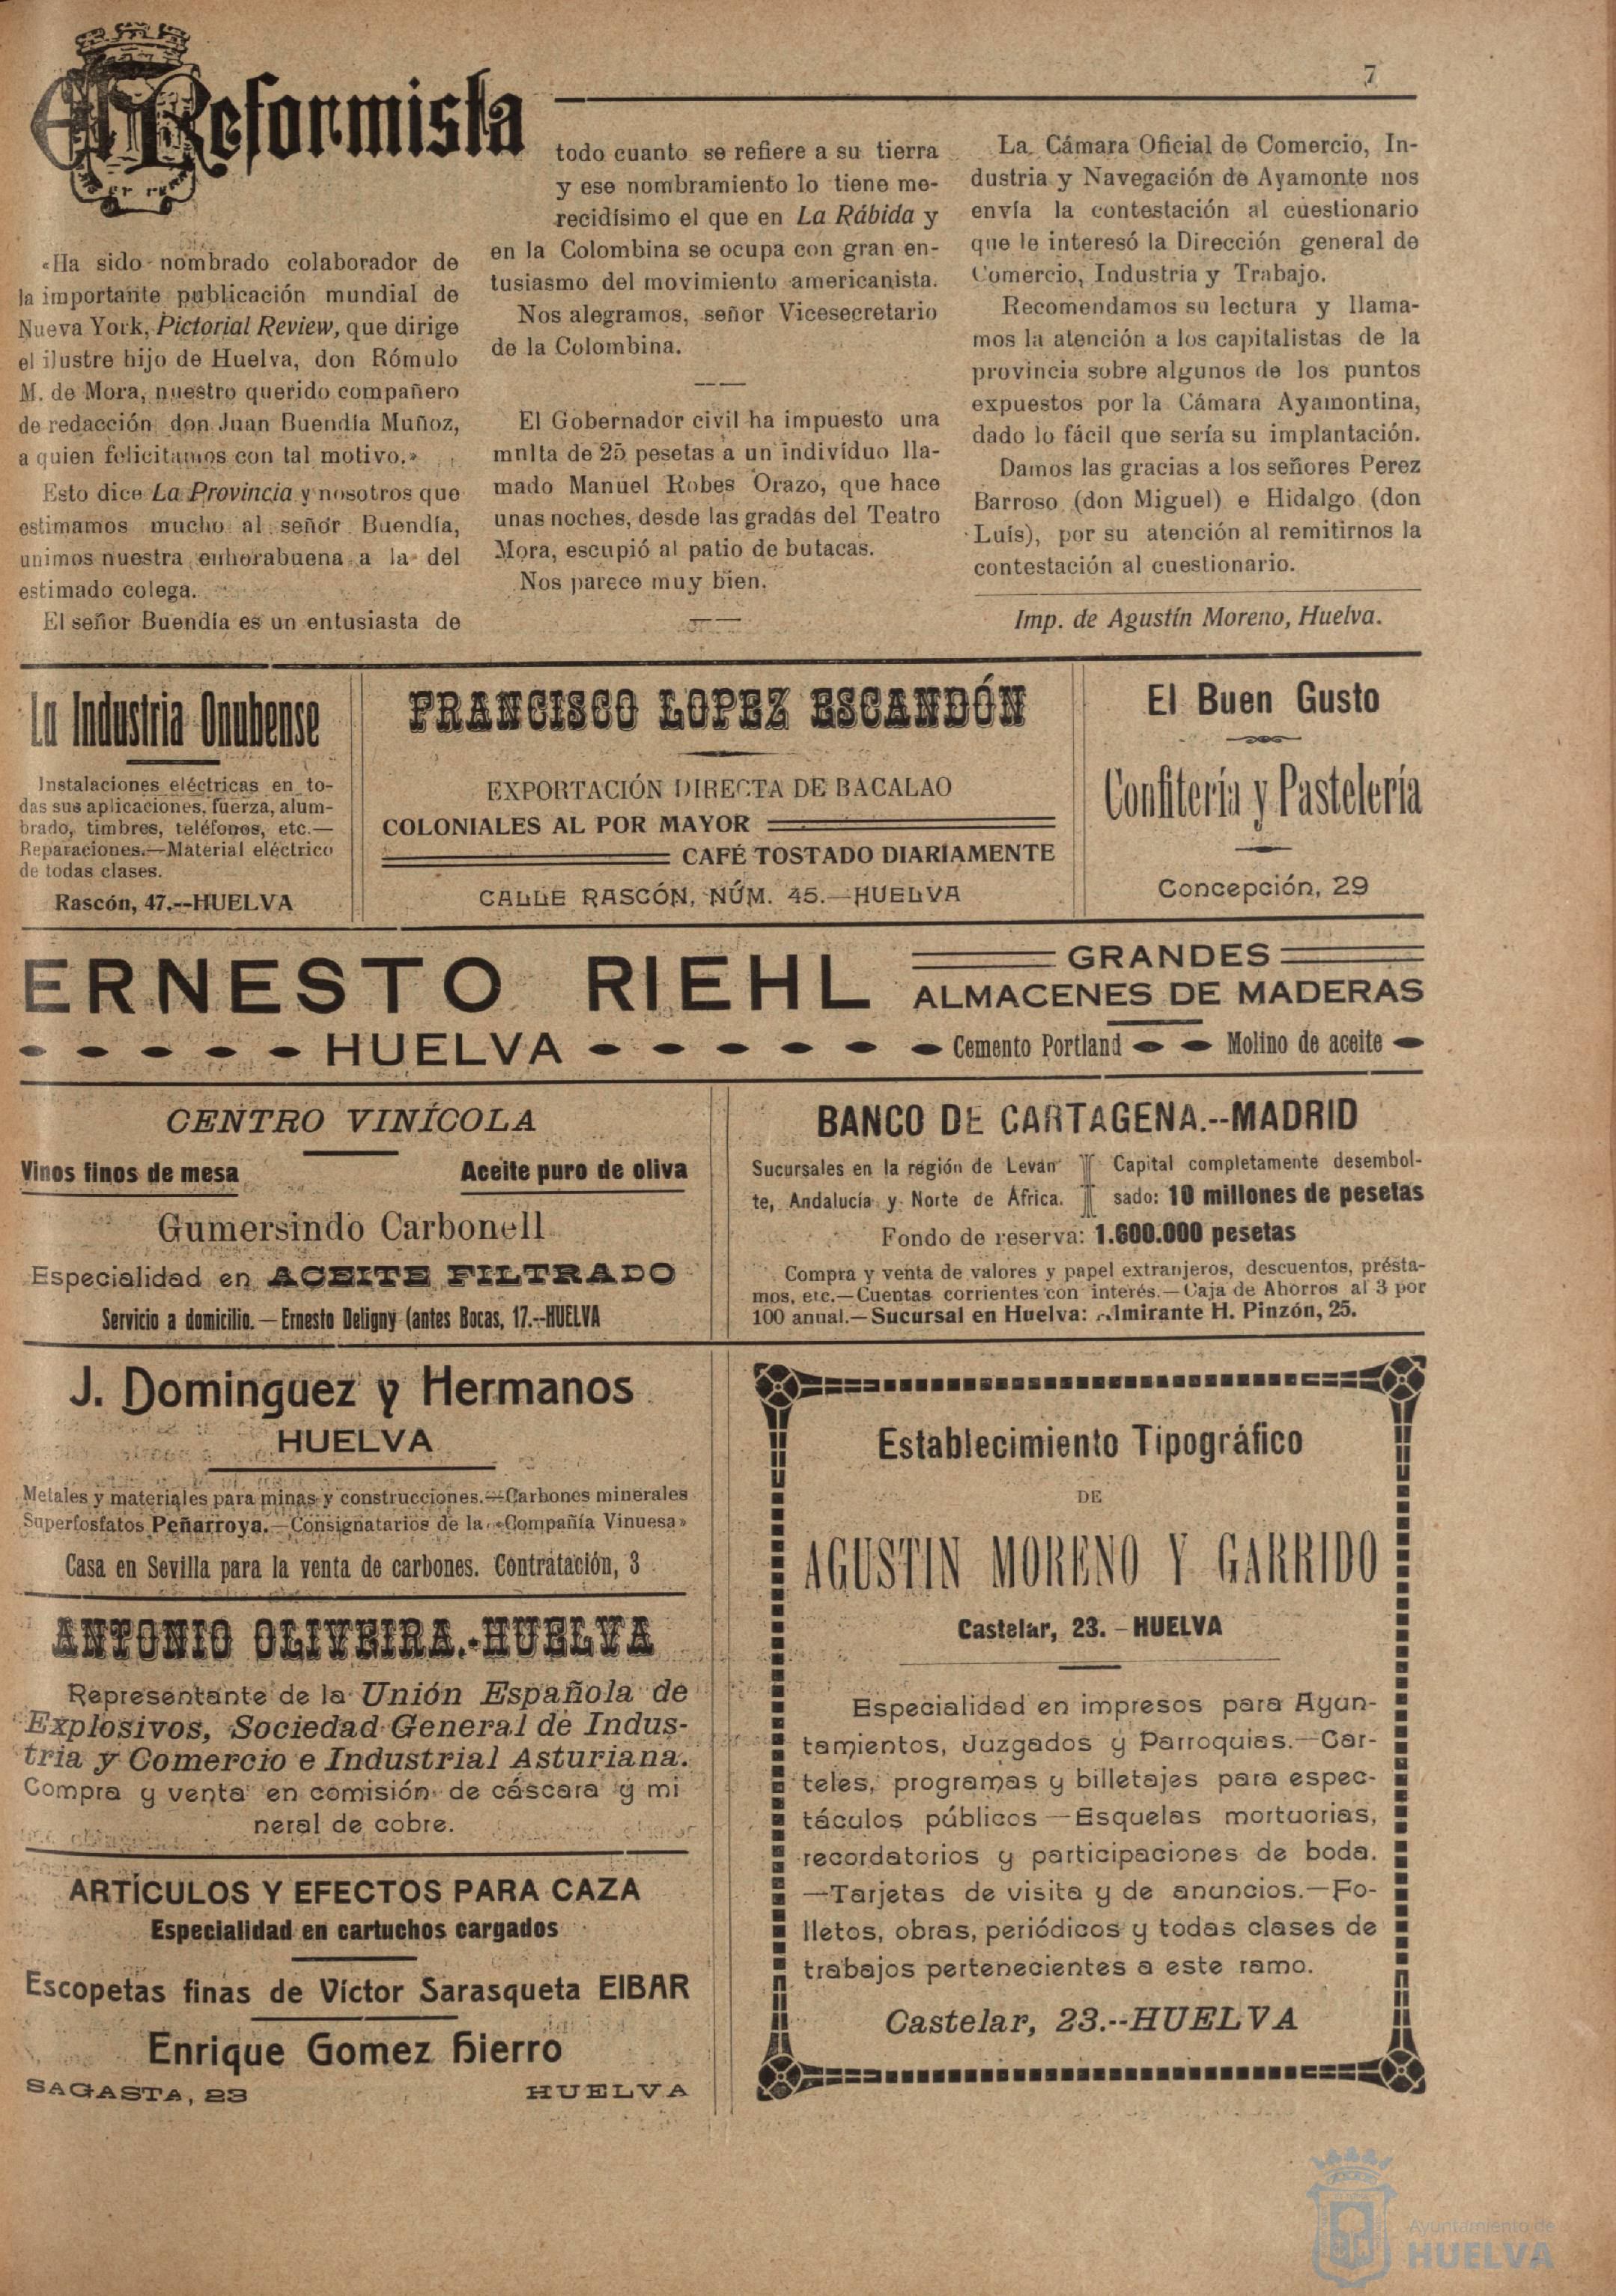 El Reformista
7
«Ha sido nombrado colaborador de
la importante publicación mundial de
Nueva York, Pictorial Review, que dirige
el ilustre hijo de Huelva, don Rómulo
M. de Mora, nuestro querido compañero
de redacción don Juan Buendía Muñoz,
a quien felicitamos con tal motivo.»
Esto dice La Provincia y nosotros que
estimamos mucho al señor Buendía,
unimos nuestra enhorabuena a la del
estimado colega.
El señor Buendía es un entusiasta de
todo cuanto se refiere a su tierra
y ese nombramiento lo tiene me-
recidísimo el que en La Rábida y
en la Colombina se ocupa con gran en-
tusiasmo del movimiento americanista.
Nos alegramos, señor Vicesecretario
de la Colombina.
El Gobernador civil ha impuesto una
mnlta de 25 pesetas a un indivíduo lla-
mado Manuel Robes Orazo, que hace
unas noches, desde las gradas del Teatro
Mora, escupió al patio de butacas.
Nos parece muy bien.
La Cámara Oficial de Comercio, In-
dustria y Navegación de Ayamonte nos
envía la contestación al cuestionario
que le interesó la Dirección general de
Comercio, Industria y Trabajo.
Recomendamos su lectura y llama-
mos la atención a los capitalistas de la
provincia sobre algunos de los puntos
expuestos por la Cámara Ayamontina,
dado lo fácil que sería su implantación.
Damos las gracias a los señores Perez
Barroso (don Miguel) e Hidalgo (don
Luís), por su atención al remitirnos la
contestación al cuestionario.
Imp. de Agustín Moreno, Huelva.
La Industria Onubense
Instalaciones eléctricas en to-
das sus aplicaciones, fuerza, alum-
brado, timbres, teléfonos, etc.—
Reparaciones.—Material eléctrico
de todas clases.
Rascón, 47.--HUELVA
FRANCISCO LOPEZ ESCANDÓN
EXPORTACIÓN DIRECTA DE BACALAO
COLONIALES AL POR MAYOR
CAFÉ TOSTADO DIARIAMENTE
CALLE RASCÓN, NÚM. 45.—HUELVA
El Buen Gusto
Confitería y Pastelería
Concepción, 29
ERNESTO RIEHL
HUELVA
GRANDES
ALMACENES DE MADERAS
Cemento Portland
Molino de aceite
CENTRO VINÍCOLA
Vinos finos de mesa
Aceite puro de oliva
Gumersindo Carbonell
Especialidad en ACEITE FILTRADO
Servicio a domicilio.—Ernesto Deligny (antes Bocas, 17.--HUELVA
BANCO DE CARTAGENA.--MADRID
Sucursales en la región de Levan
te, Andalucía y Norte de África.
Capital completamente desembol-
sado: 10 millones de pesetas
Fondo de reserva: 1.600.000 pesetas
Compra y venta de valores y papel extranjeros, descuentos, présta-
mos, etc.—Cuentas corrientes con interés.—Caja de Ahorros al 3 por
100 anual.—Sucursal en Huelva: Almirante H. Pinzón, 25.
J. Dominguez y Hermanos
HUELVA
Metales y materiales para minas y construcciones.—Carbones minerales
Superfosfatos Peñarroya.—Consignatarios de la «Compañía Vinuesa»
Casa en Sevilla para la venta de carbones. Contratación, 3
ANTONIO OLIVEIRA.-HUELVA
Representante de la Unión Española de
Explosivos, Sociedad General de Indus-
tria y Comercio e Industrial Asturiana.
Compra y venta en comisión de cáscara y mi
neral de cobre.
ARTÍCULOS Y EFECTOS PARA CAZA
Especialidad en cartuchos cargados
Escopetas finas de Víctor Sarasqueta EIBAR
Enrique Gomez Hierro
SAGASTA, 23
HUELVA
Establecimiento Tipográfico
DE
AGUSTIN MORENO Y GARRIDO
Castelar, 23.-HUELVA
Especialidad en impresos para Ayun-
tamientos, Juzgados y Parroquias.—Car-
teles, programas y billetajes para espec-
táculos públicos—Esquelas mortuorias,
recordatorios y participaciones de boda.
—Tarjetas de visita y de anuncios.—Fo-
lletos, obras, periódicos y todas clases de
trabajos pertenecientes a este ramo.
Castelar, 23.--HUELVA
Ayuntamiento de
HUELVA